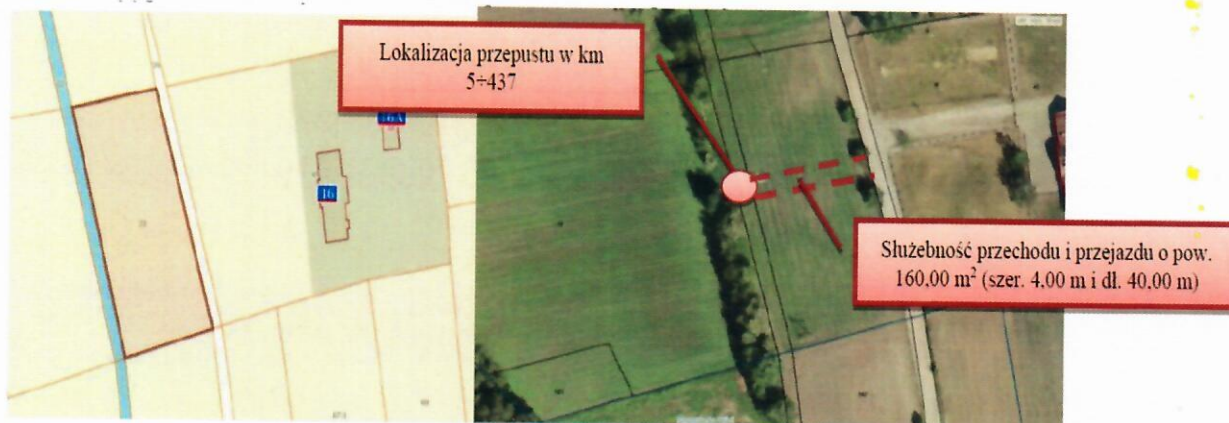 Lokalizacja przepustu w km
5÷437
16A
16
Służebność przechodu i przejazdu o pow.
160,00 m² (szer. 4,00 m i dł. 40,00 m)